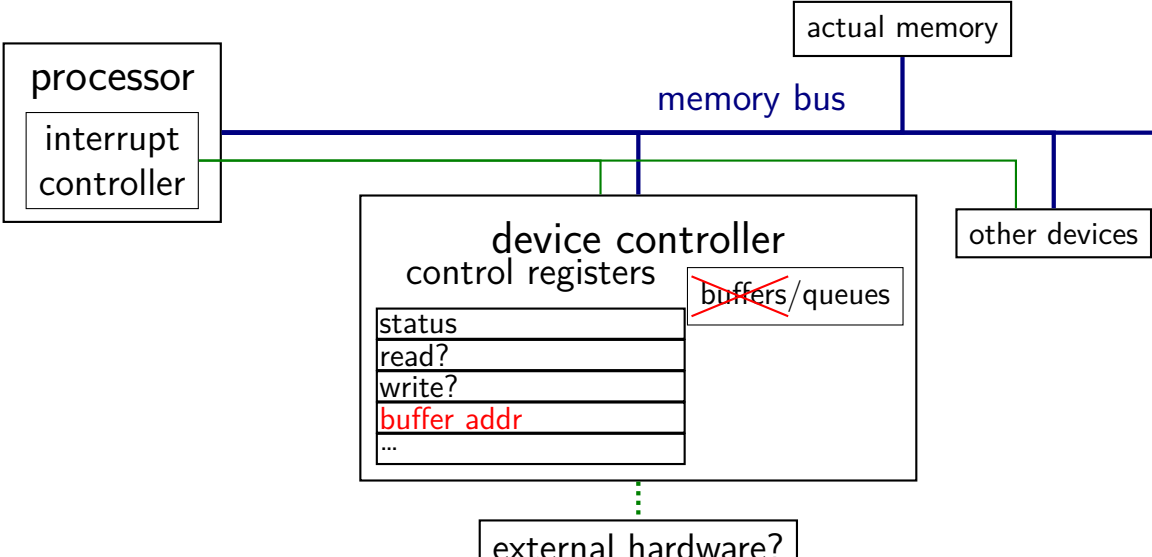 actual memory
processor
memory bus
interrupt
controller
other devices
device controller
control registers
buffers/queues
status
read?
write?
buffer addr
...
external hardware?